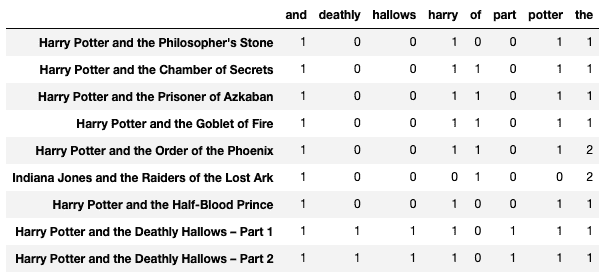 and deathly hallows harry of part potter the
Harry Potter and the Philosopher's Stone 1 0 0 1 0 0 1 1
Harry Potter and the Chamber of Secrets 1 0 0 1 1 0 1 1
Harry Potter and the Prisoner of Azkaban 1 0 0 1 1 0 1 1
Harry Potter and the Goblet of Fire 1 0 0 1 1 0 1 1
Harry Potter and the Order of the Phoenix 1 0 0 1 1 0 1 2
Indiana Jones and the Raiders of the Lost Ark 1 0 0 0 1 0 0 2
Harry Potter and the Half-Blood Prince 1 0 0 1 0 0 1 1
Harry Potter and the Deathly Hallows – Part 1 1 1 1 1 0 1 1 1
Harry Potter and the Deathly Hallows – Part 2 1 1 1 1 0 1 1 1